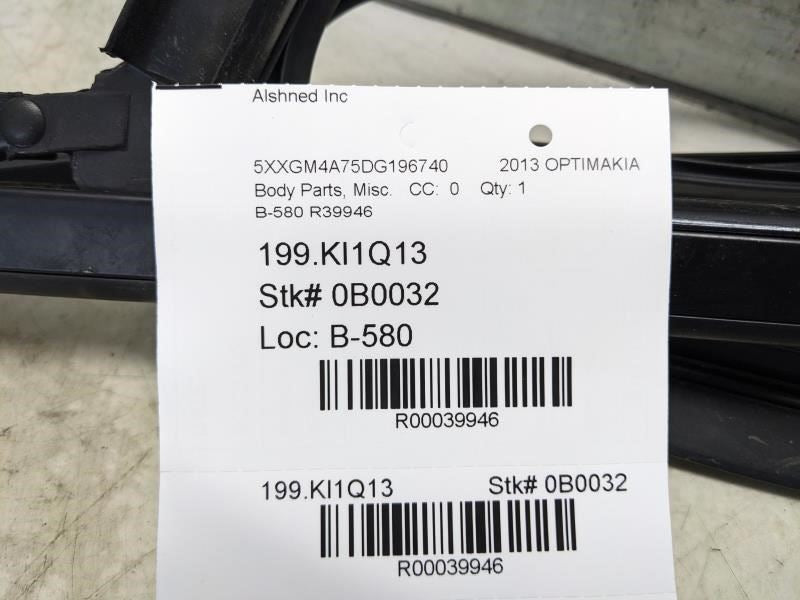 Alshned Inc
5XXGM4A75DG196740 2013 OPTIMAKIA
Body Parts, Misc. CC: 0 Qty: 1
B-580 R39946
199.KI1Q13
Stk# 0B0032
Loc: B-580
R00039946
199.KI1Q13 Stk# 0B0032
R00039946